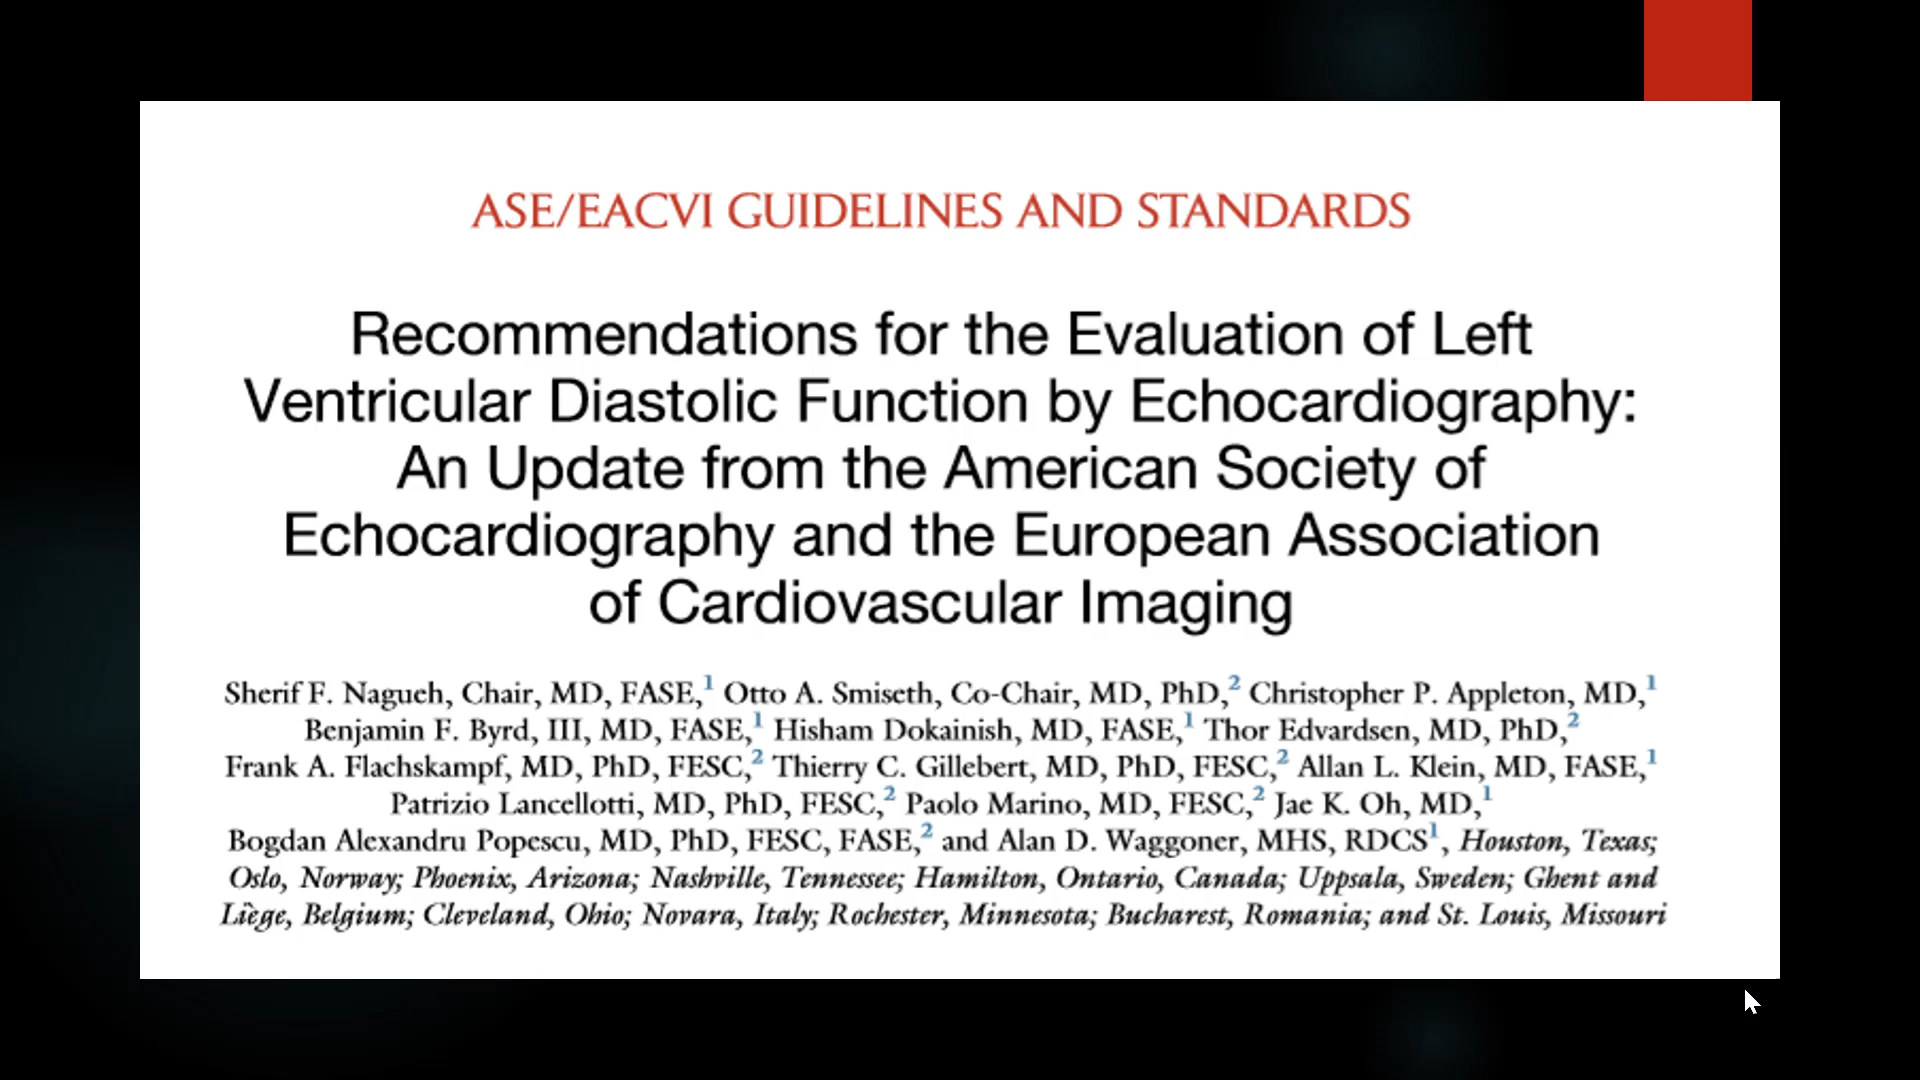 ASE/EACVI GUIDELINES AND STANDARDS
Recommendations for the Evaluation of Left
Ventricular Diastolic Function by Echocardiography:
An Update from the American Society of
Echocardiography and the European Association
of Cardiovascular Imaging
Sherif F. Nagueh, Chair, MD, FASE,1 Otto A. Smiseth, Co-Chair, MD, PhD,2 Christopher P. Appleton, MD,1
Benjamin F. Byrd, III, MD, FASE,1 Hisham Dokainish, MD, FASE,1 Thor Edvardsen, MD, PhD,2
Frank A. Flachskampf, MD, PhD, FESC,2 Thierry C. Gillebert, MD, PhD, FESC,2 Allan L. Klein, MD, FASE,1
Patrizio Lancellotti, MD, PhD, FESC,2 Paolo Marino, MD, FESC,2 Jae K. Oh, MD,1
Bogdan Alexandru Popescu, MD, PhD, FESC, FASE,2 and Alan D. Waggoner, MHS, RDCS1, Houston, Texas;
Oslo, Norway; Phoenix, Arizona; Nashville, Tennessee; Hamilton, Ontario, Canada; Uppsala, Sweden; Ghent and
Liège, Belgium; Cleveland, Ohio; Novara, Italy; Rochester, Minnesota; Bucharest, Romania; and St. Louis, Missouri